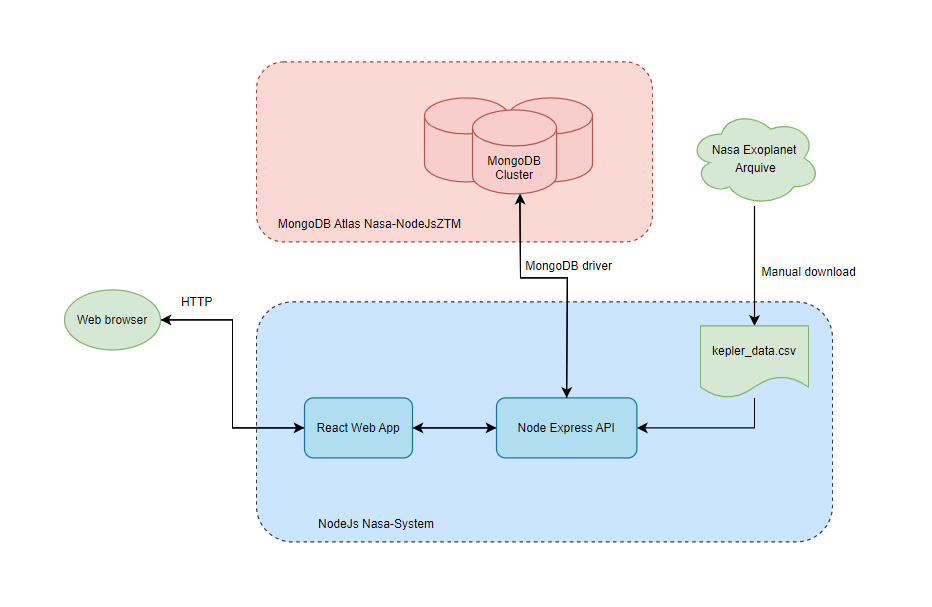 MongoDB
Cluster
MongoDB Atlas Nasa-NodeJsZTM
Nasa Exoplanet
Arquive
MongoDB driver
Manual download
HTTP
Web browser
kepler_data.csv
React Web App
Node Express API
NodeJs Nasa-System